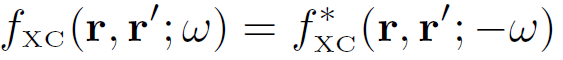 f_XC(𝐫, 𝐫′; ω) = f*_XC(𝐫, 𝐫′; −ω)